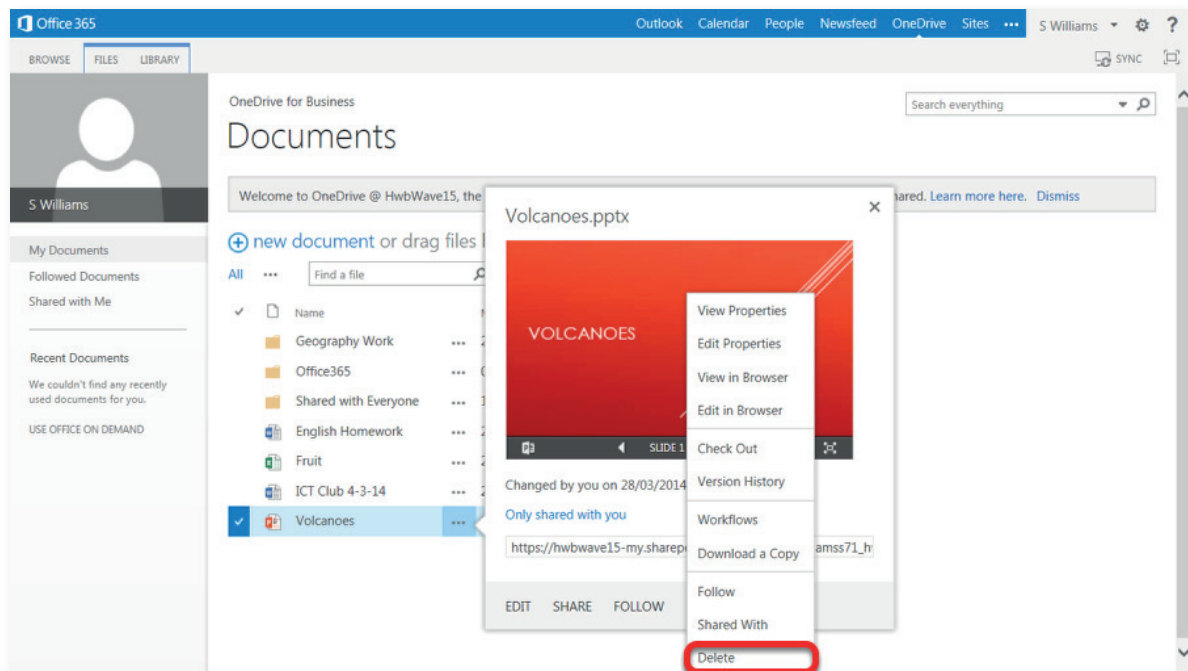 Office 365
Outlook Calendar People Newsfeed OneDrive Sites ••• S Williams ?
BROWSE FILES LIBRARY
SYNC
OneDrive for Business
Search everything
Documents
S Williams
Welcome to OneDrive @ HwbWave15, the
Learn more here. Dismiss
My Documents
Followed Documents
Shared with Me
Recent Documents
We couldn't find any recently
used documents for you.
USE OFFICE ON DEMAND
new document or drag files
All ••• Find a file
Name
Geography Work •••
Office365 •••
Shared with Everyone •••
English Homework •••
Fruit •••
ICT Club 4-3-14 •••
Volcanoes •••
Volcanoes.pptx
VOLCANOES
SLIDE 1
Changed by you on 28/03/2014
Only shared with you
https://hwbwave15-my.sharep
amss71_h
EDIT SHARE FOLLOW
View Properties
Edit Properties
View in Browser
Edit in Browser
Check Out
Version History
Workflows
Download a Copy
Follow
Shared With
Delete